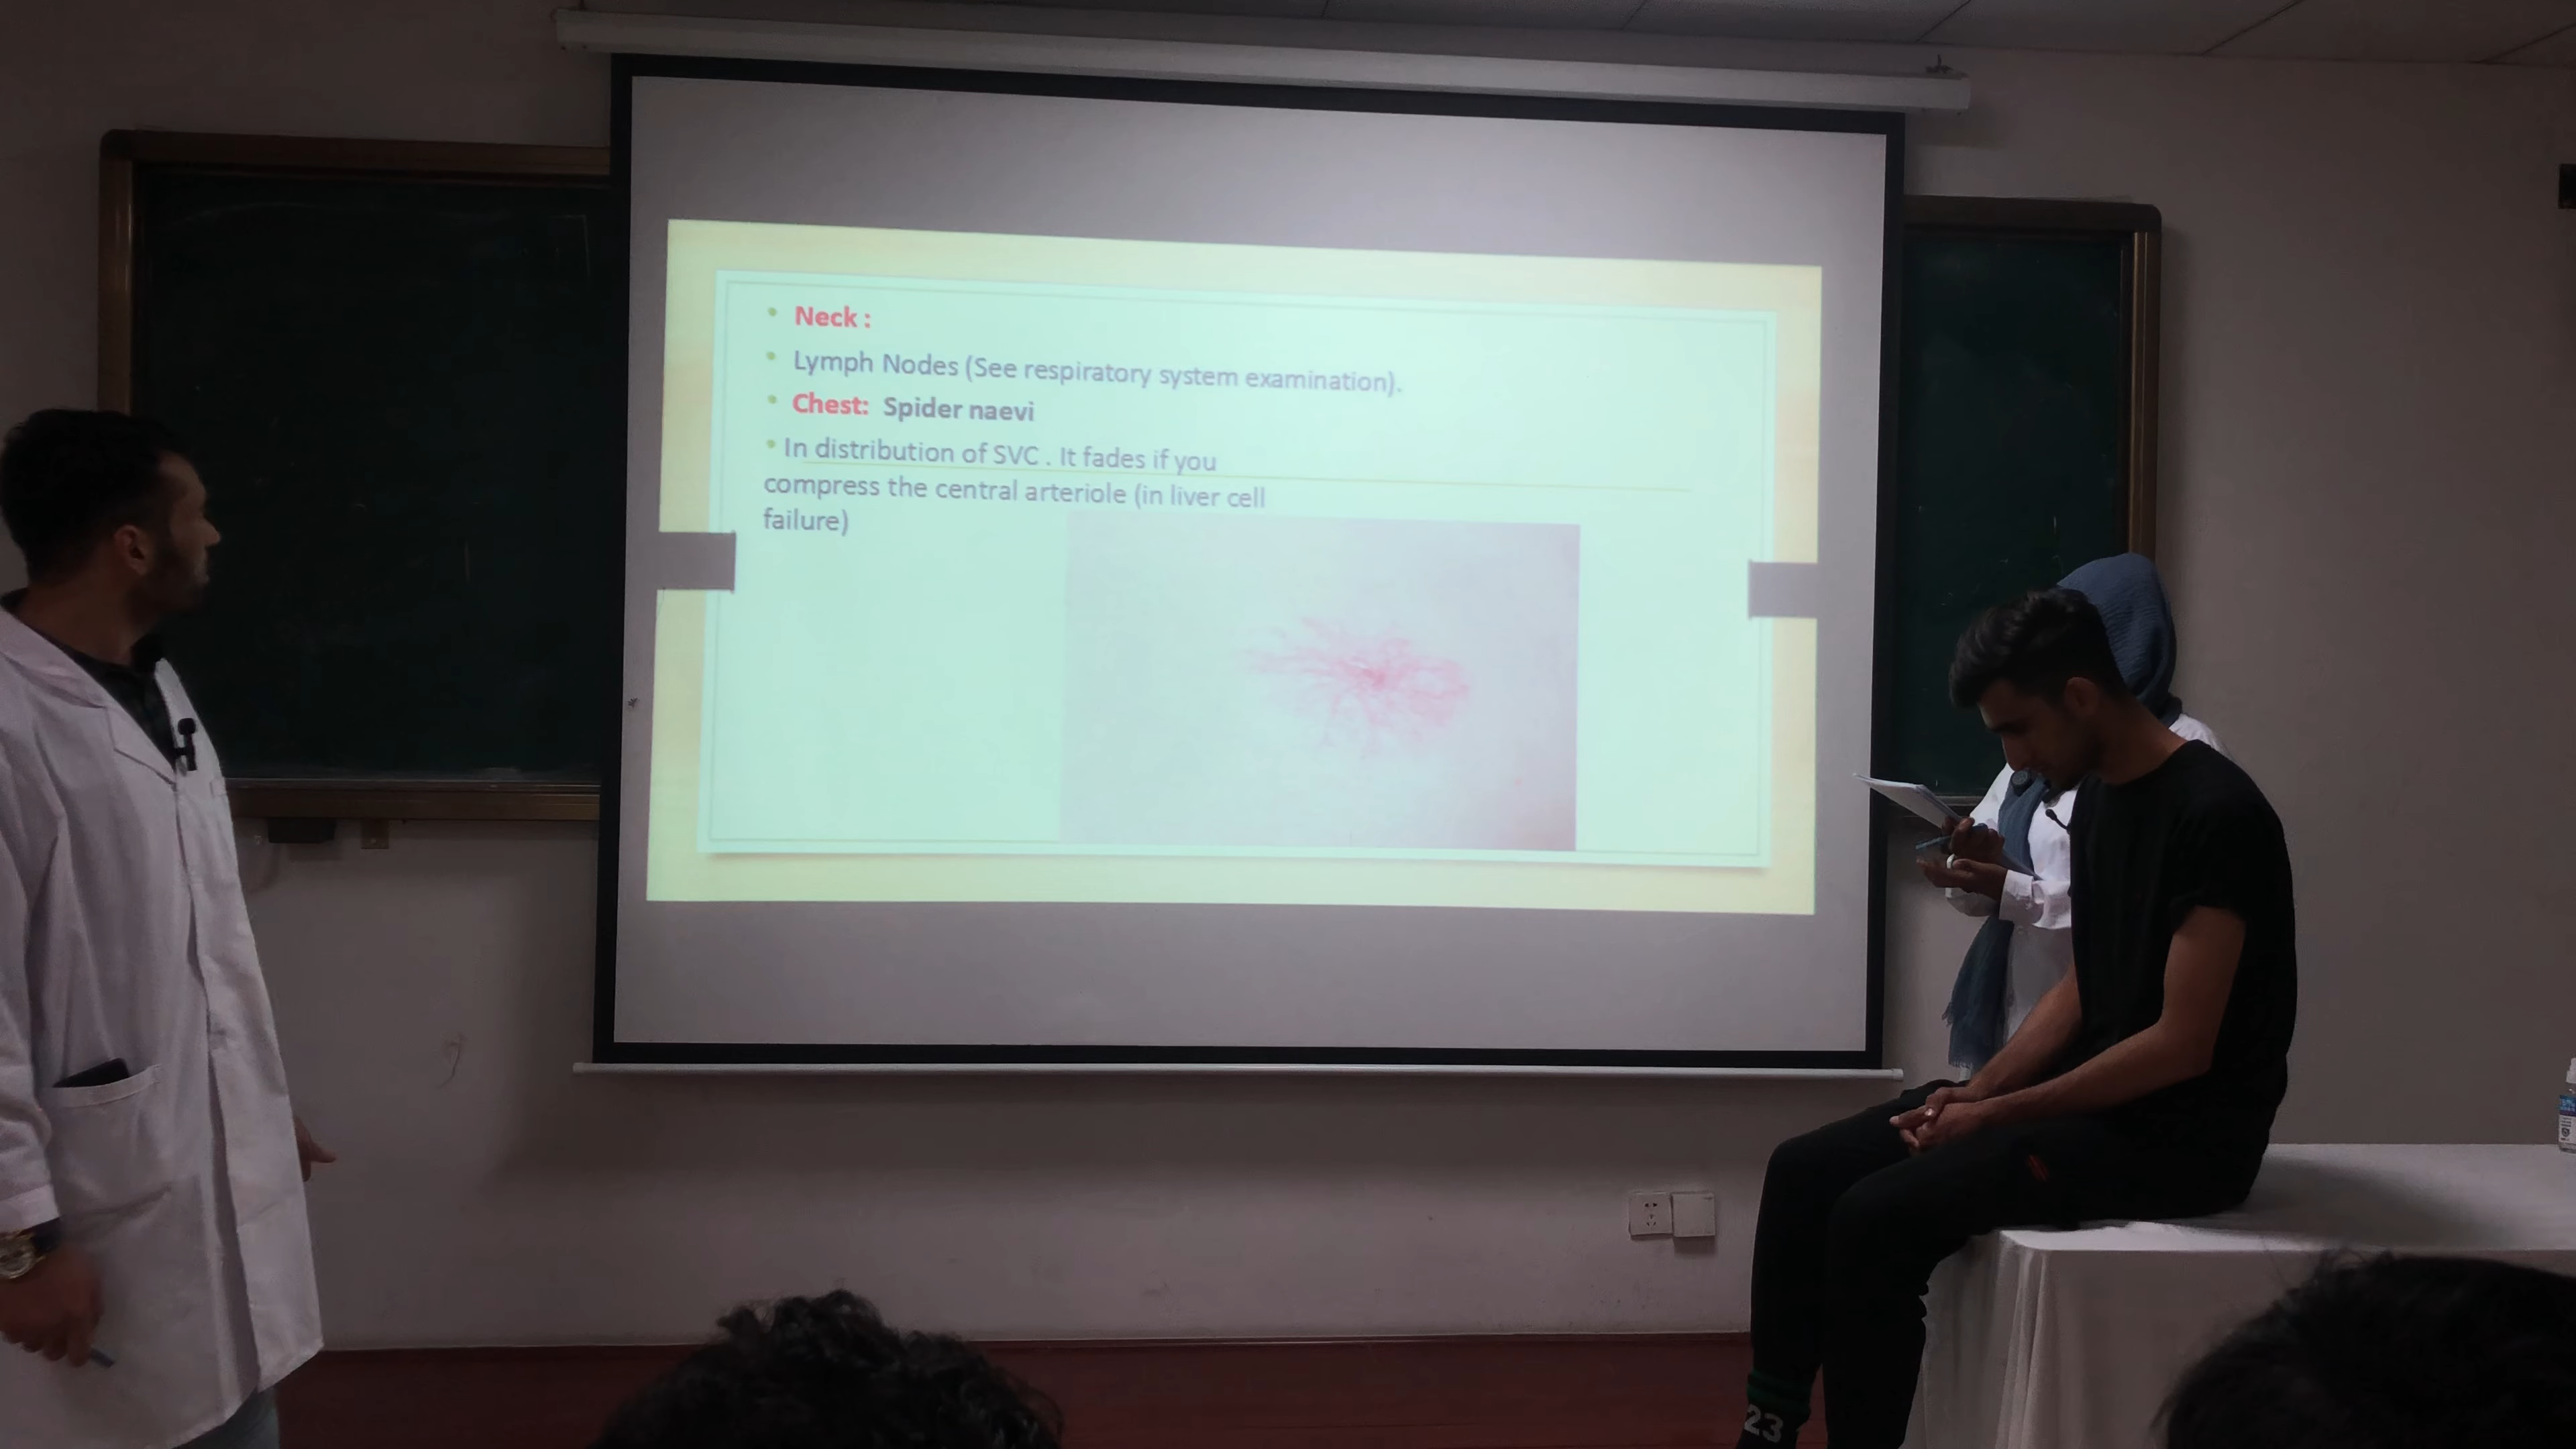 • Neck :
• Lymph Nodes (See respiratory system examination).
• Chest: Spider naevi
• In distribution of SVC . It fades if you
compress the central arteriole (in liver cell
failure)
23